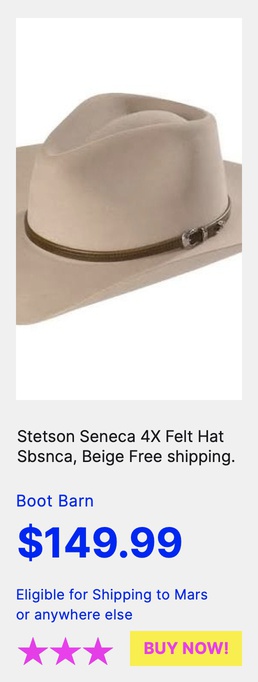 Stetson Seneca 4X Felt Hat
Sbsnca, Beige Free shipping.
Boot Barn
$149.99
Eligible for Shipping to Mars
or anywhere else
BUY NOW!